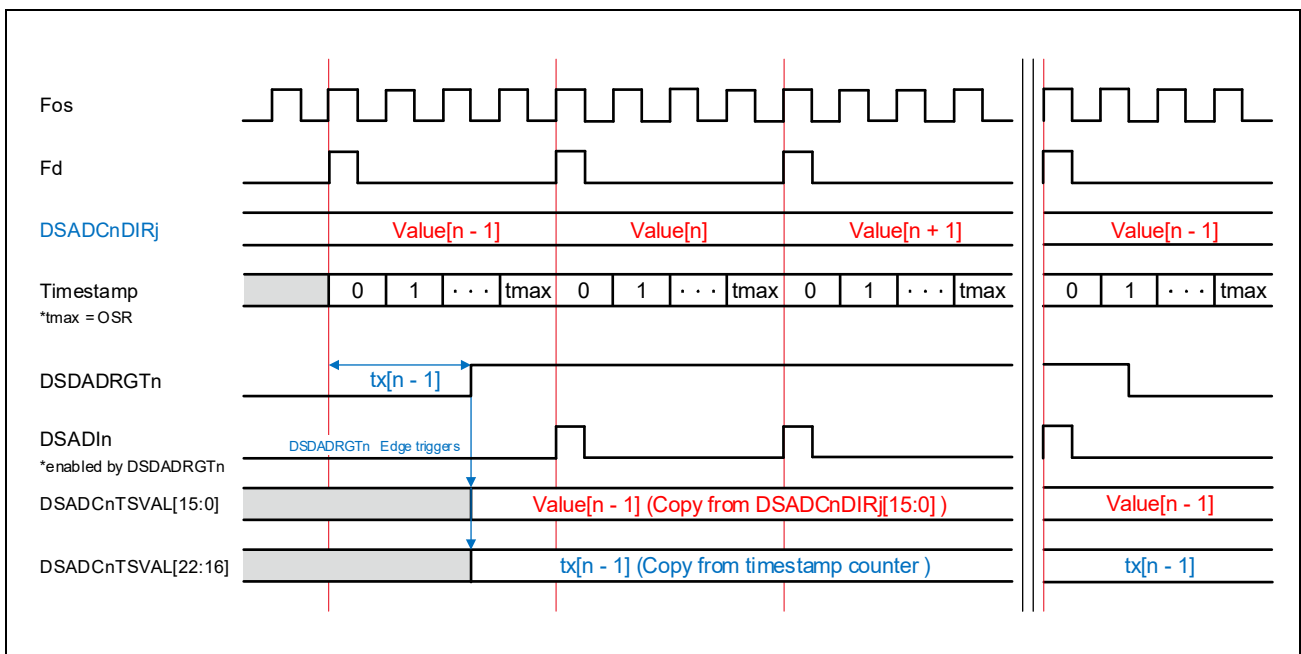 Fos
Fd
DSADCnDIRj
Value[n - 1]
Value[n]
Value[n + 1]
Value[n - 1]
Timestamp
*tmax = OSR
0 1 · · · tmax 0 1 · · · tmax 0 1 · · · tmax 0 1 · · · tmax
DSDADRGTn
tx[n - 1]
DSADIn
*enabled by DSDADRGTn
DSDADRGTn Edge triggers
DSADCnTSVAL[15:0]
Value[n - 1] (Copy from DSADCnDIRj[15:0] )
Value[n - 1]
DSADCnTSVAL[22:16]
tx[n - 1] (Copy from timestamp counter )
tx[n - 1]